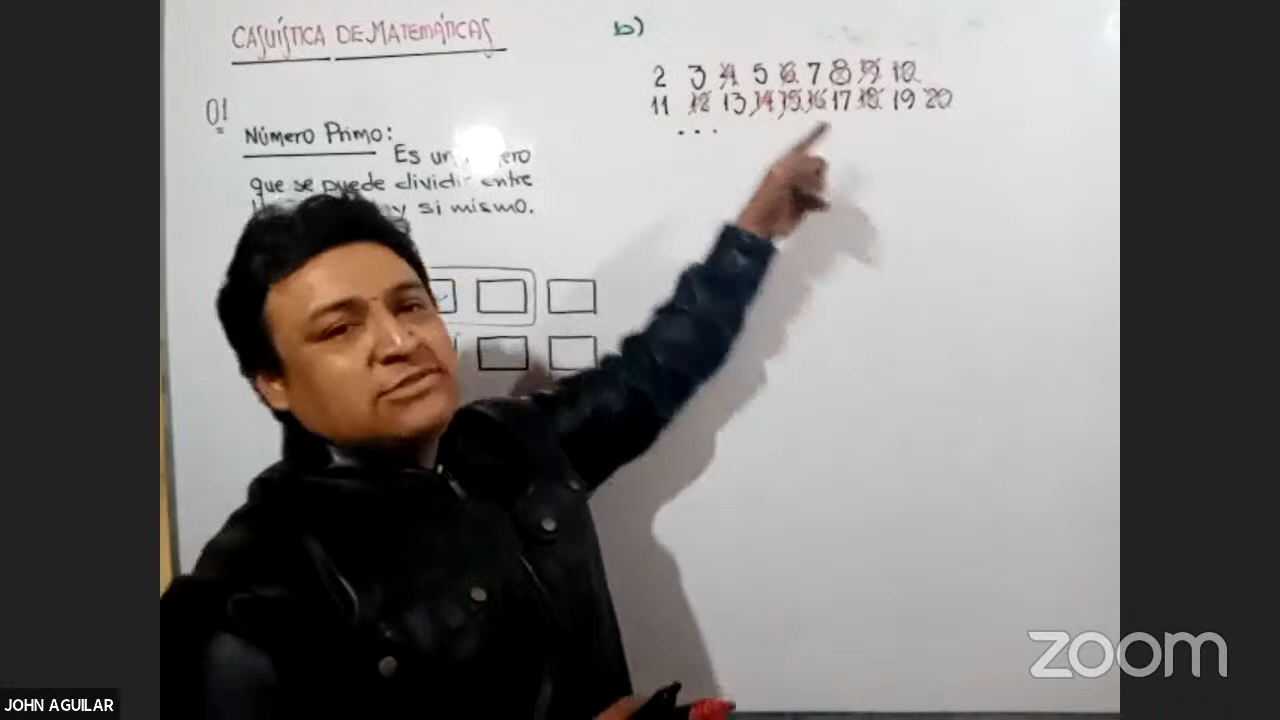 CASUÍSTICA DE MATEMÁTICAS
01
Número Primo:
Es un
que se puede dividir entre
y si mismo.
b)
2 3 4 5 6 7 8 9 10
11 12 13 14 15 16 17 18 19 20
...
JOHN AGUILAR
zoom